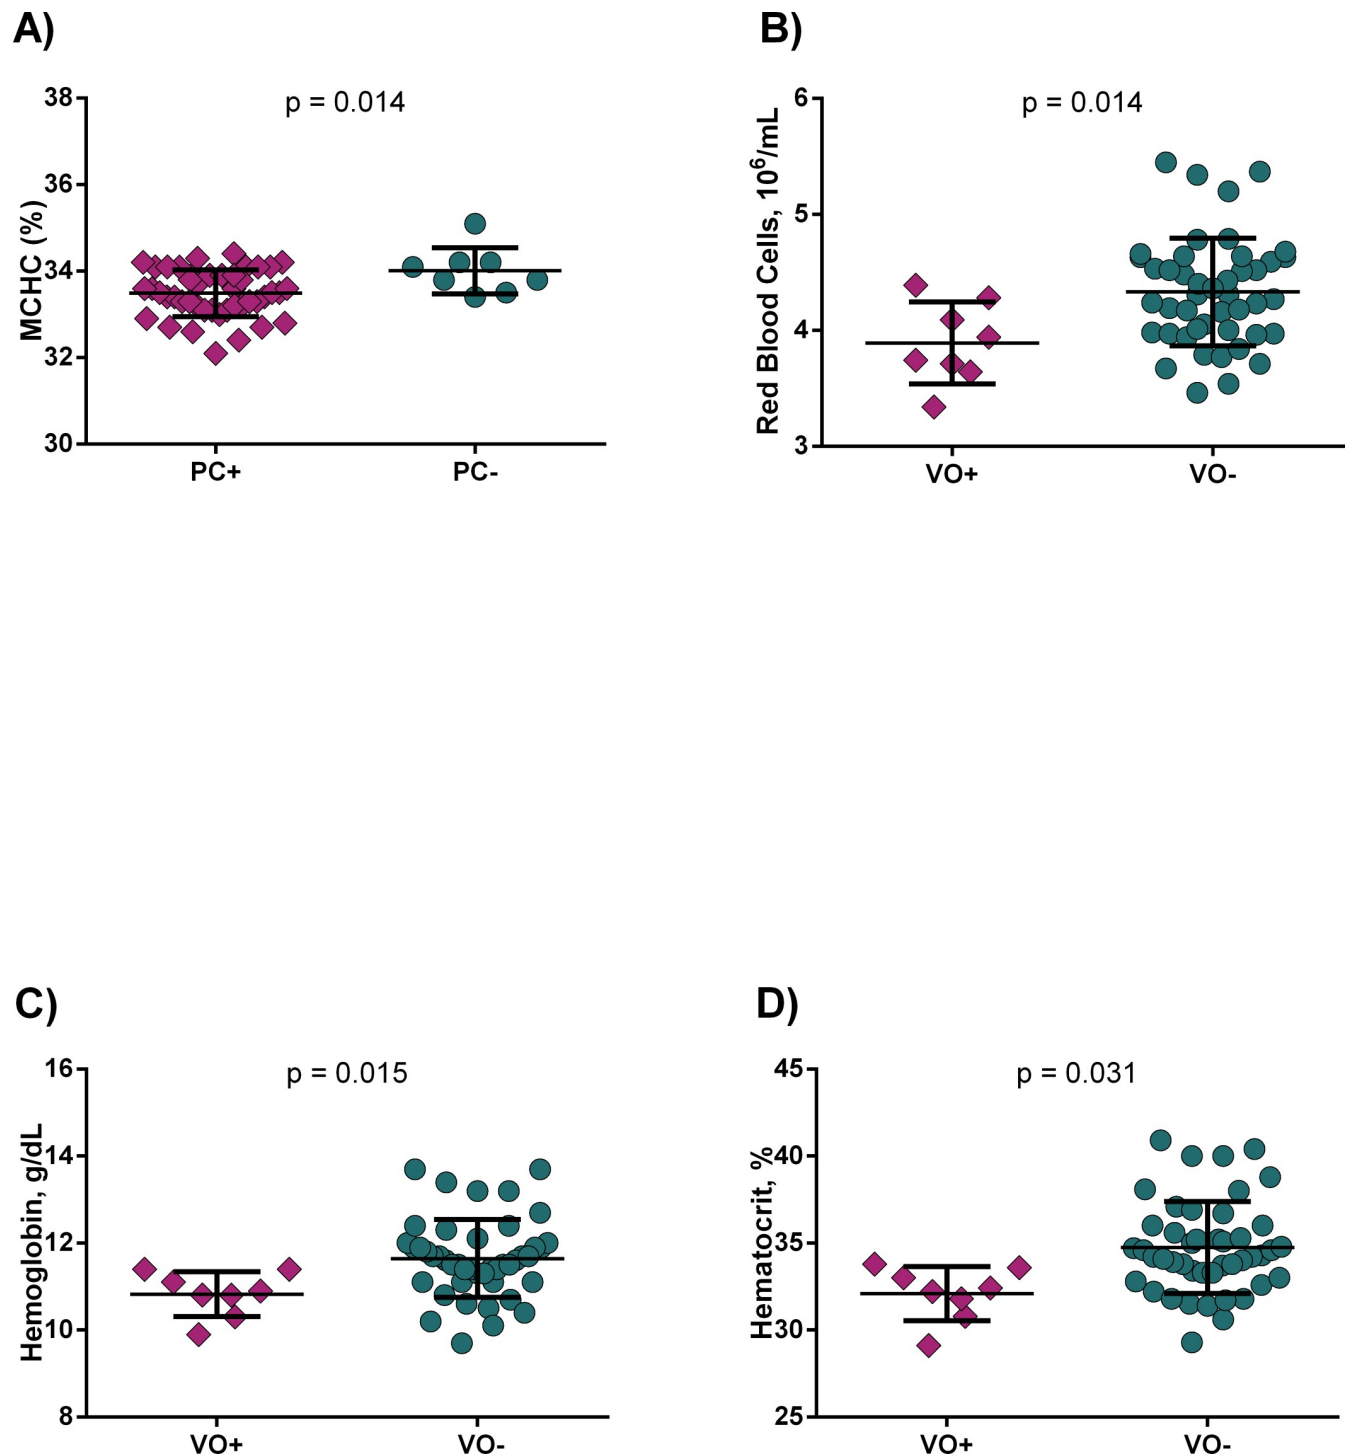 A)
p = 0.014
MCHC (%)
38
36
34
32
30
PC+ PC-
B)
p = 0.014
Red Blood Cells, 10⁶/mL
6
5
4
3
VO+ VO-
C)
p = 0.015
Hemoglobin, g/dL
16
14
12
10
8
VO+ VO-
D)
p = 0.031
Hematocrit, %
45
40
35
30
25
VO+ VO-